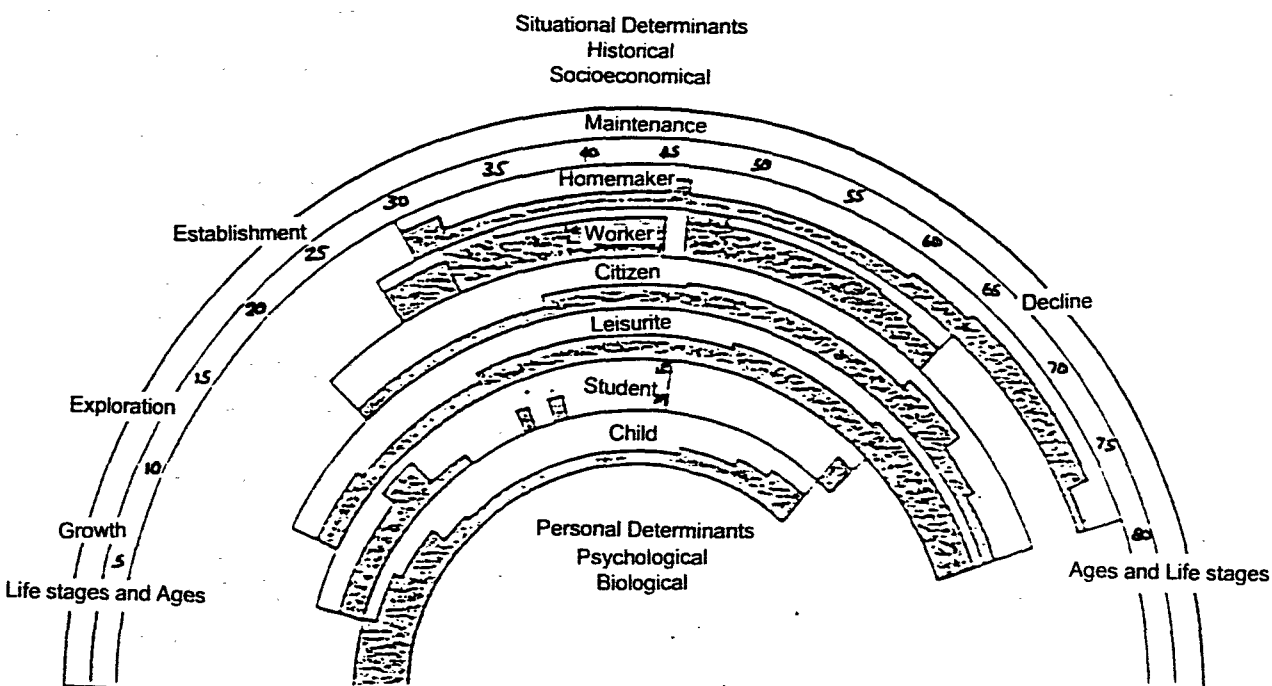 Situational Determinants
Historical
Socioeconomical
Maintenance
40
45
35
50
Homemaker
55
30
Establishment
Worker
25
60
Citizen
65
Decline
20
Leisurite
70
15
Student
Exploration
Child
75
10
Growth
Personal Determinants
80
5
Psychological
Ages and Life stages
Life stages and Ages
Biological